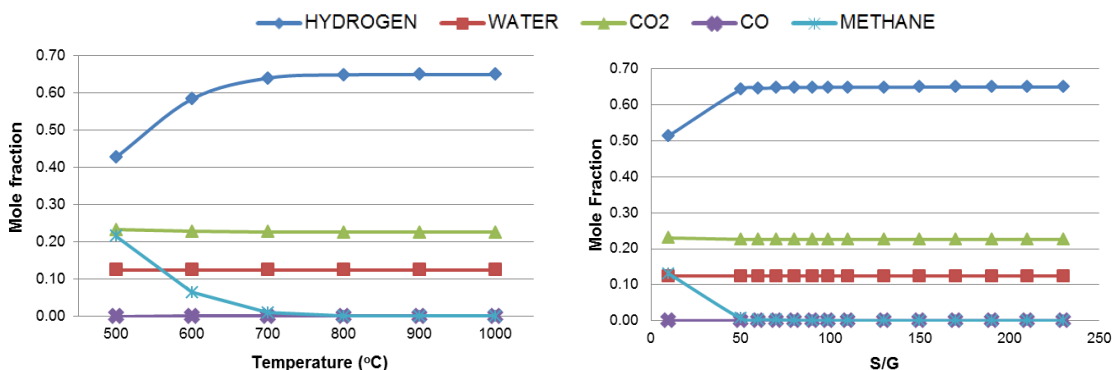 HYDROGEN WATER CO2 CO METHANE
0.70
0.60
0.50
0.40
0.30
0.20
0.10
0.00
Mole fraction
500 600 700 800 900 1000
Temperature (°C)
0.70
0.60
0.50
0.40
0.30
0.20
0.10
0.00
Mole Fraction
0 50 100 150 200 250
S/G